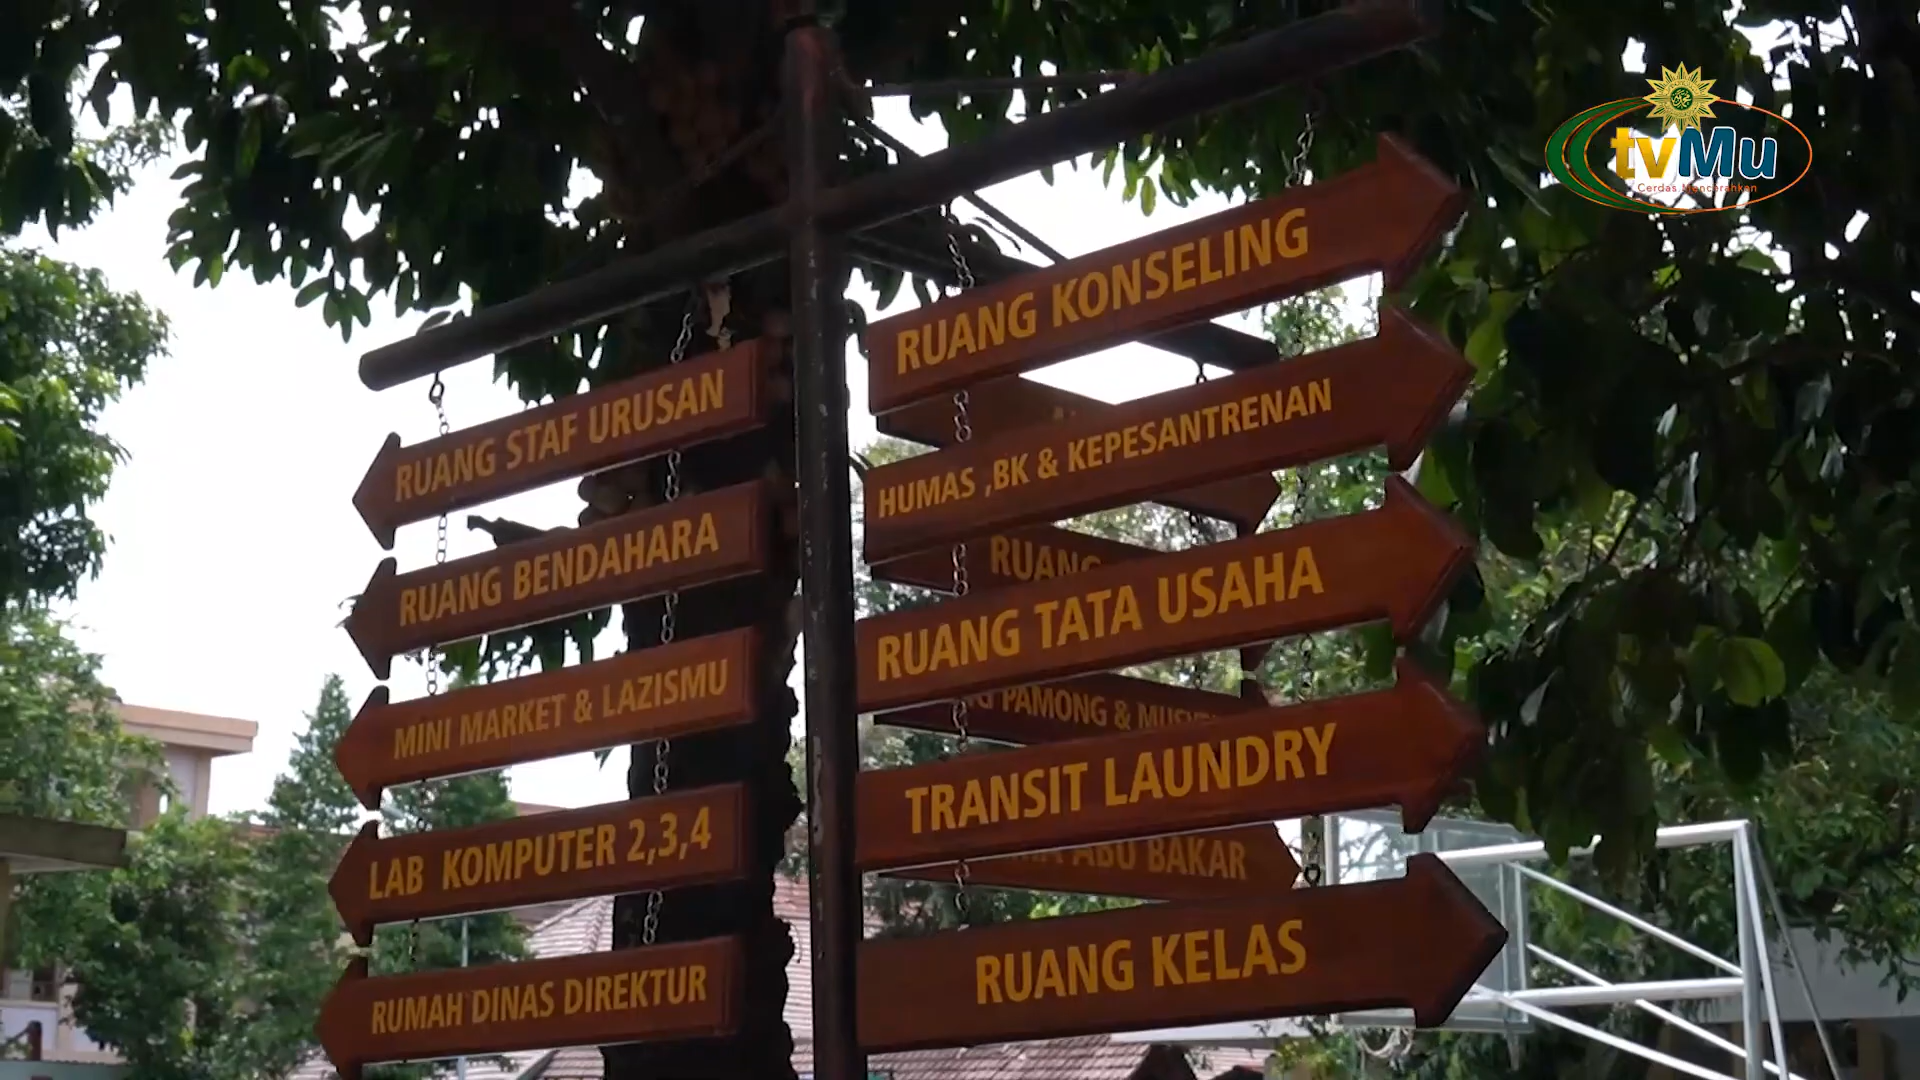 tvMu
Cerdas Mencerahkan
RUANG STAF URUSAN
RUANG BENDAHARA
MINI MARKET & LAZISMU
LAB KOMPUTER 2,3,4
RUMAH DINAS DIREKTUR
RUANG KONSELING
HUMAS ,BK & KEPESANTRENAN
RUANG
RUANG TATA USAHA
PAMONG &
TRANSIT LAUNDRY
ABU BAKAR
RUANG KELAS